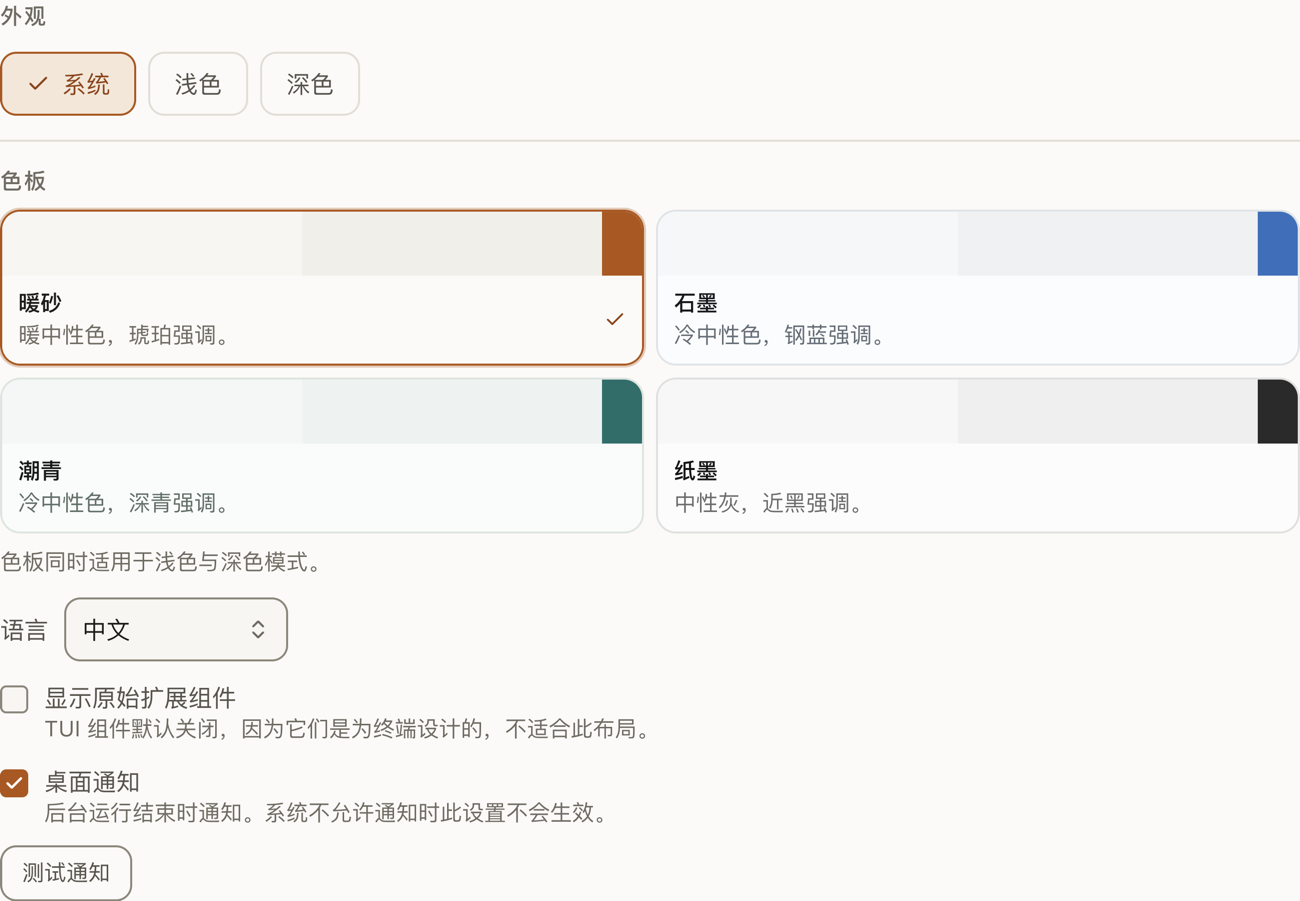 外观
系统
浅色
深色
色板
暖砂
暖中性色，琥珀强调。
石墨
冷中性色，钢蓝强调。
潮青
冷中性色，深青强调。
纸墨
中性灰，近黑强调。
色板同时适用于浅色与深色模式。
语言
中文
显示原始扩展组件
TUI 组件默认关闭，因为它们是为终端设计的，不适合此布局。
桌面通知
后台运行结束时通知。系统不允许通知时此设置不会生效。
测试通知